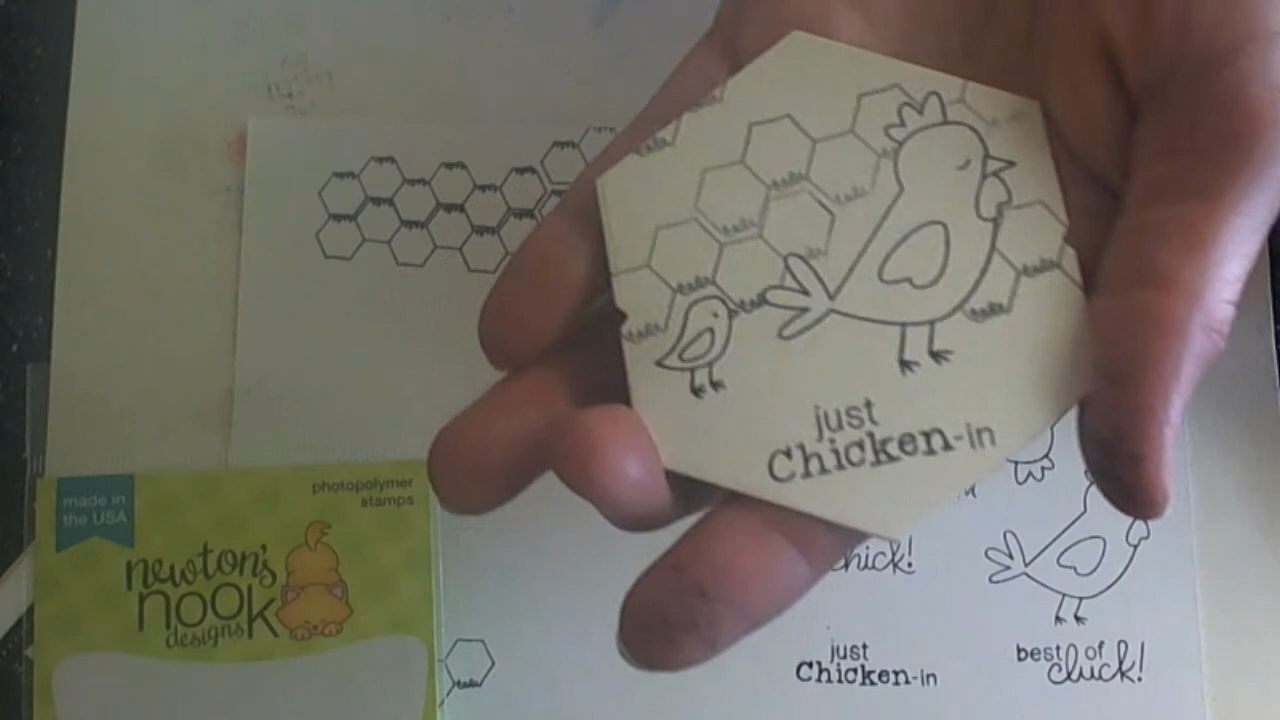 just
Chicken-in
made in
the USA
photopolymer
stamps
newton's
nook
designs
chick!
just
Chicken-in
best of
cluck!